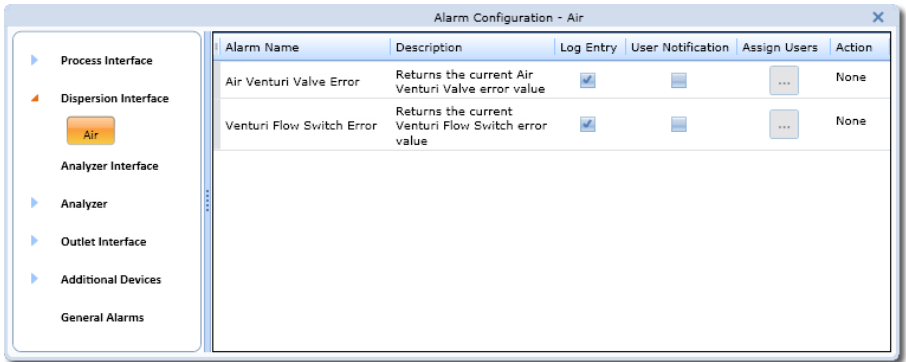 Alarm Configuration - Air
Process Interface
Dispersion Interface
Air
Analyzer Interface
Analyzer
Outlet Interface
Additional Devices
General Alarms
Alarm Name Description Log Entry User Notification Assign Users Action
Air Venturi Valve Error Returns the current Air Venturi Valve error value ... None
Venturi Flow Switch Error Returns the current Venturi Flow Switch error value ... None